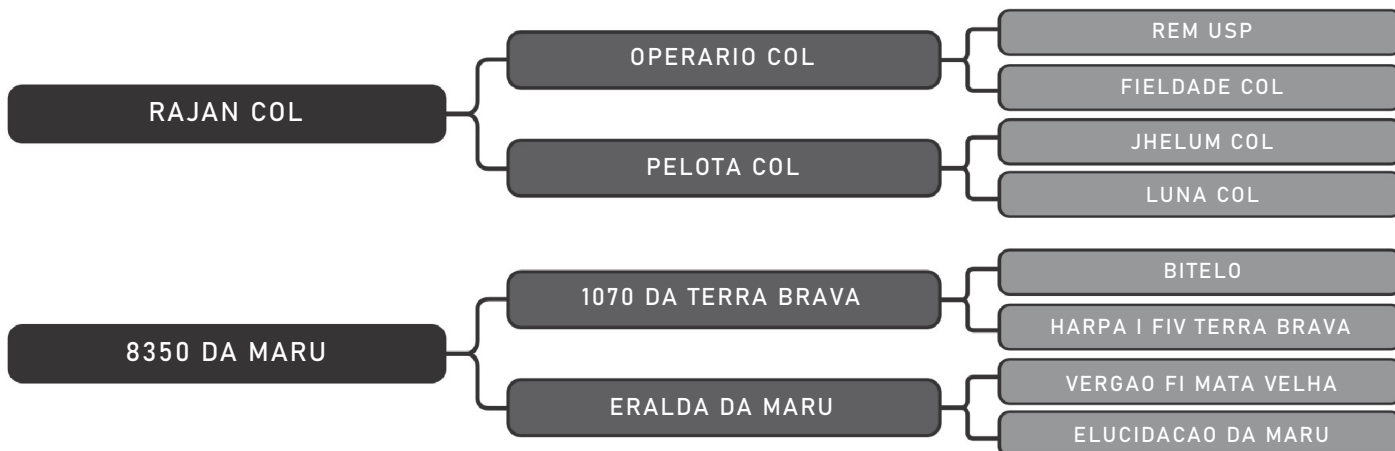 RAJAN COL
OPERARIO COL
PELOTA COL
REM USP
FIELDADE COL
JHELUM COL
LUNA COL
8350 DA MARU
1070 DA TERRA BRAVA
ERALDA DA MARU
BITELO
HARPA I FIV TERRA BRAVA
VERGAO FI MATA VELHA
ELUCIDACAO DA MARU